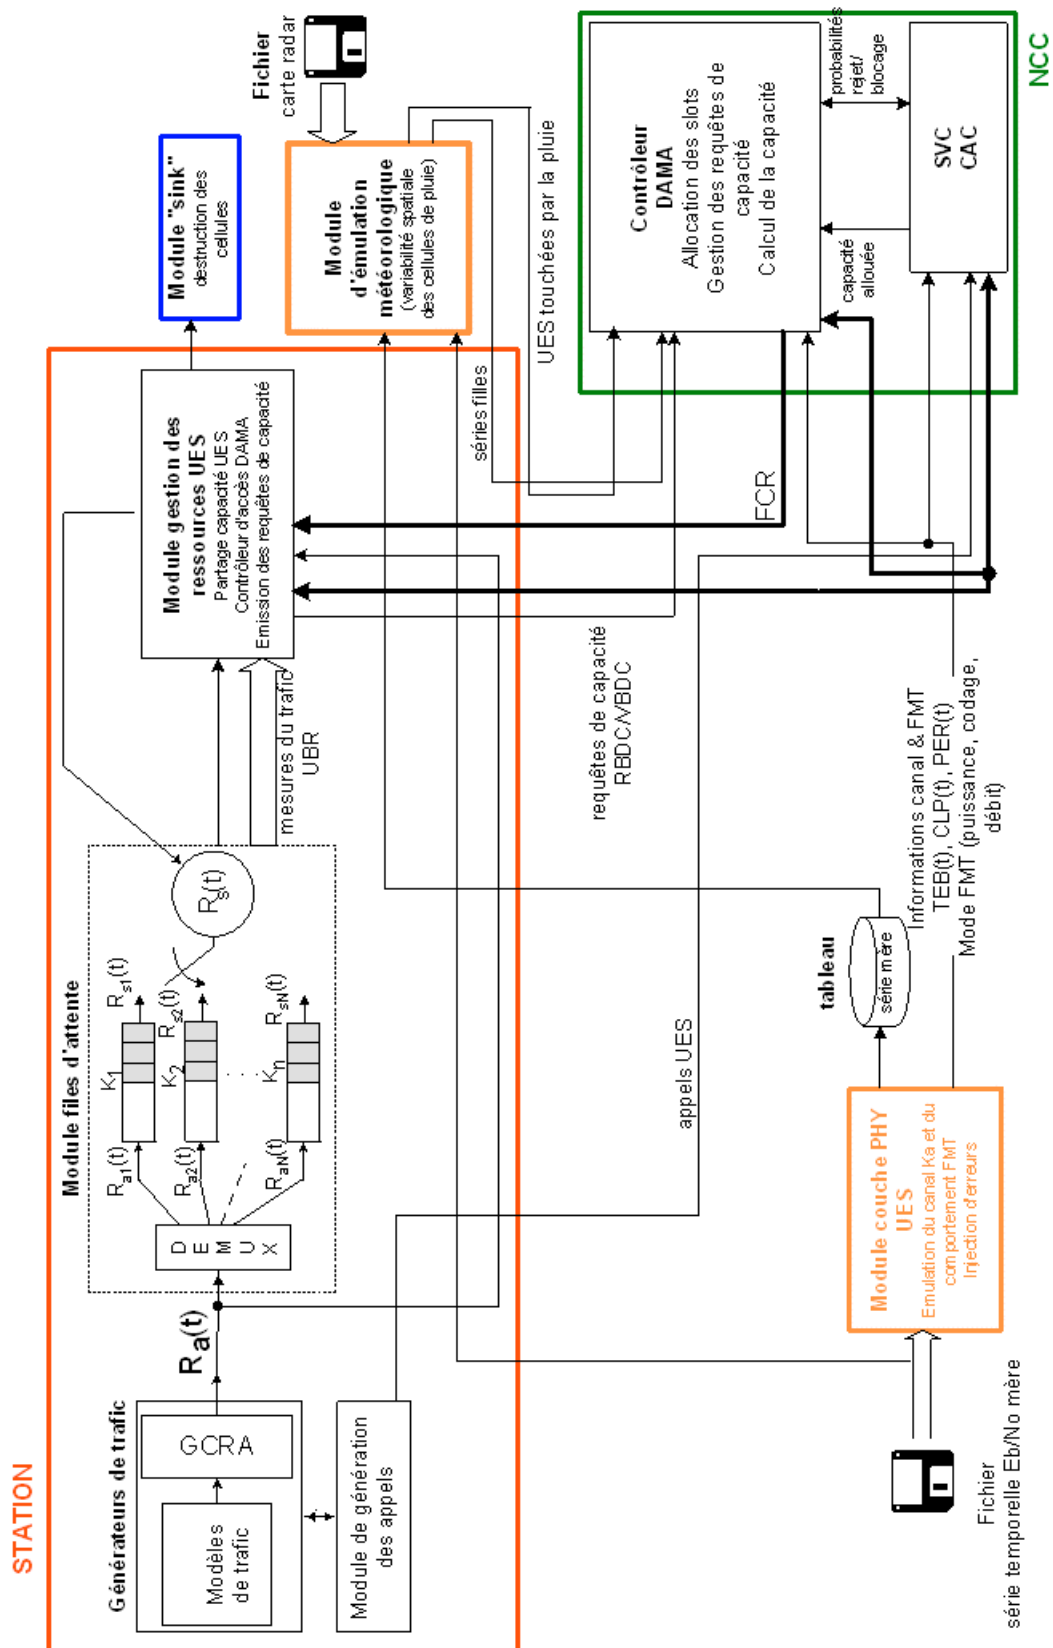 STATION
Générateurs de trafic
Modèles
de trafic
GCRA
Module de génération
des appels
Ra(t)
Module files d'attente
D
E
M
U
X
Ra1(t)
Ra2(t)
RaN(t)
K1
K2
Kn
. . . . . .
Rs1(t)
Rs2(t)
RsN(t)
Rs(t)
mesures du trafic
UBR
Module gestion des
ressources UES
Partage capacité UES
Contrôleur d'accès DAMA
Emission des requêtes de capacité
Module "sink"
destruction des
cellules
Fichier
carte radar
Module
d'émulation
météorologique
(variabilité spatiale
des cellules de pluie)
séries filles
UES touchées par la pluie
FCR
requêtes de capacité
RBDC/VBDC
appels UES
Contrôleur
DAMA
Allocation des slots
Gestion des requêtes de
capacité
Calcul de la capacité
capacité
allouée
probabilités
rejet/
blocage
SVC
CAC
NCC
Fichier
série temporelle Eb/No mère
Module couche PHY
UES
Emulation du canal Ka et du
comportement FMT
Injection d'erreurs
tableau
série mère
Informations canal & FMT
TEB(t), CLP(t), PER(t)
Mode FMT (puissance, codage,
débit)